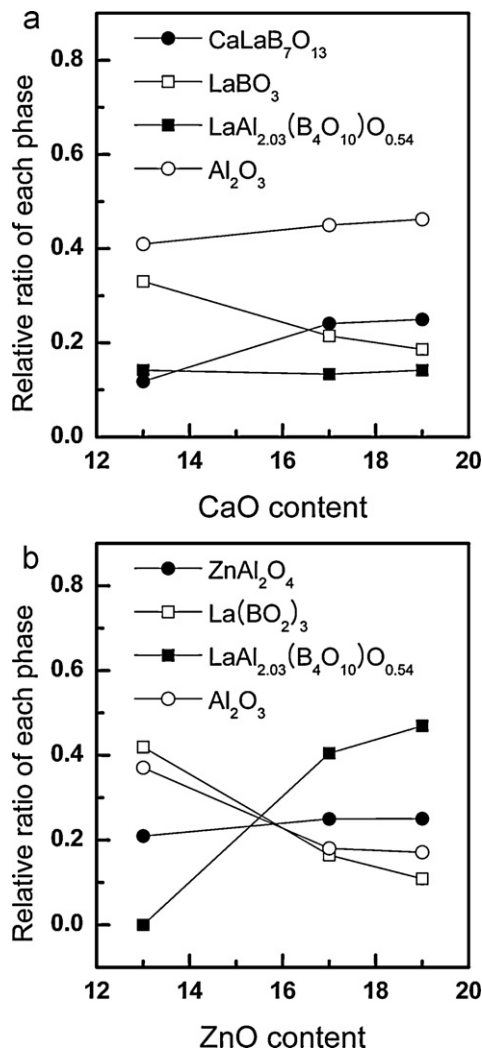 a
0.8
CaLaB₇O₁₃
LaBO₃
LaAl₂.₀₃(B₄O₁₀)O₀.₅₄
Al₂O₃
0.6
0.4
0.2
0.0
Relative ratio of each phase
12 14 16 18 20
CaO content
b
0.8
ZnAl₂O₄
La(BO₂)₃
LaAl₂.₀₃(B₄O₁₀)O₀.₅₄
Al₂O₃
0.6
0.4
0.2
0.0
Relative ratio of each phase
12 14 16 18 20
ZnO content